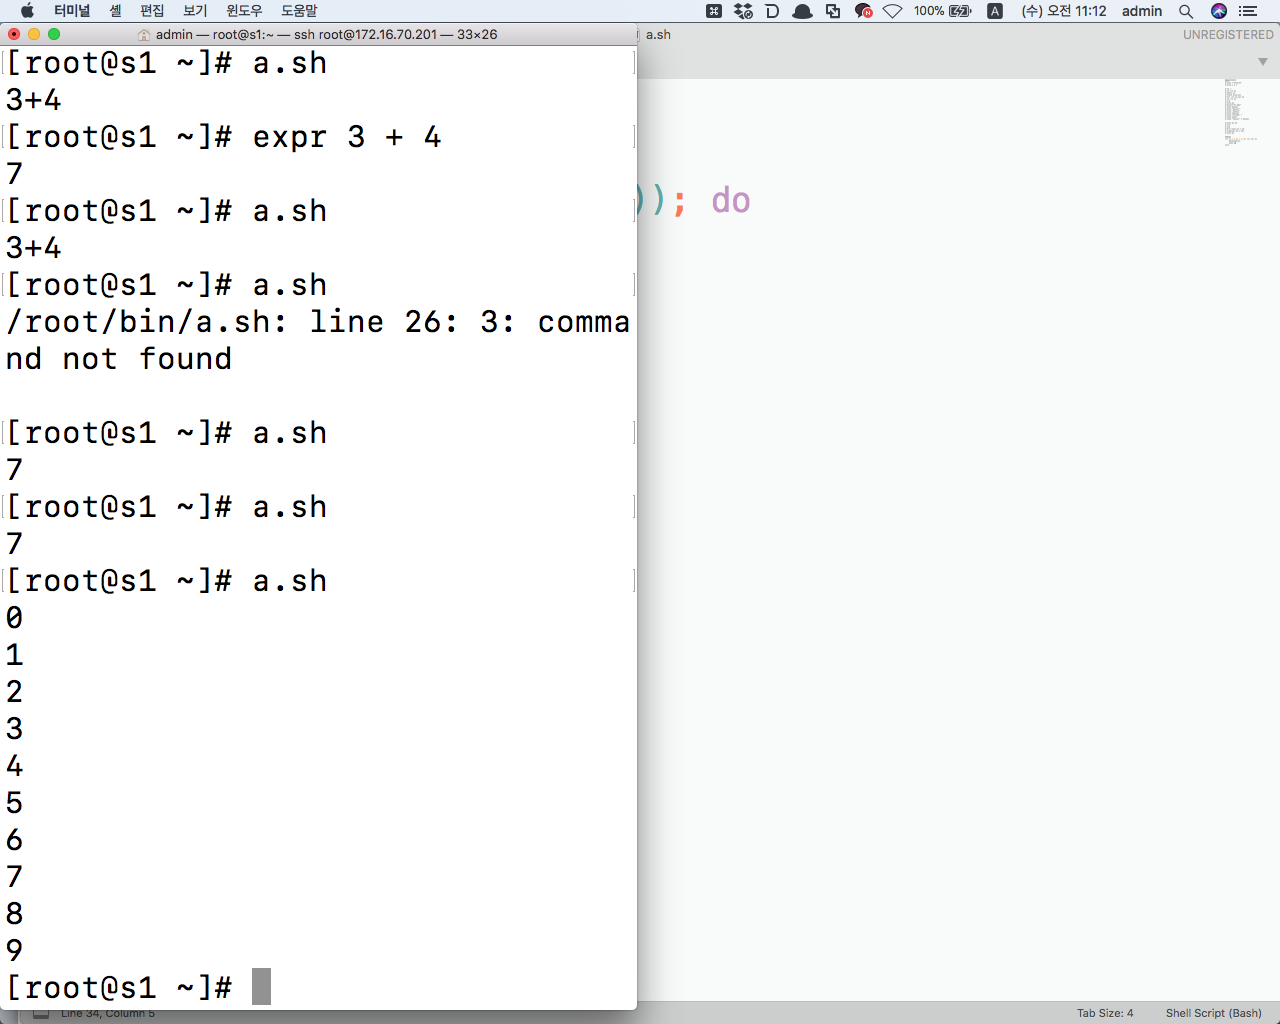 터미널 셸 편집 보기 윈도우 도움말 100% A (수) 오전 11:12 admin
admin — root@s1:~ — ssh root@172.16.70.201 — 33×26
a.sh
UNREGISTERED
[root@s1 ~]# a.sh
3+4
[root@s1 ~]# expr 3 + 4
7
[root@s1 ~]# a.sh
3+4
[root@s1 ~]# a.sh
/root/bin/a.sh: line 26: 3: comma
nd not found
[root@s1 ~]# a.sh
7
[root@s1 ~]# a.sh
7
[root@s1 ~]# a.sh
0
1
2
3
4
5
6
7
8
9
[root@s1 ~]#
)); do
Line 34, Column 5
Tab Size: 4
Shell Script (Bash)